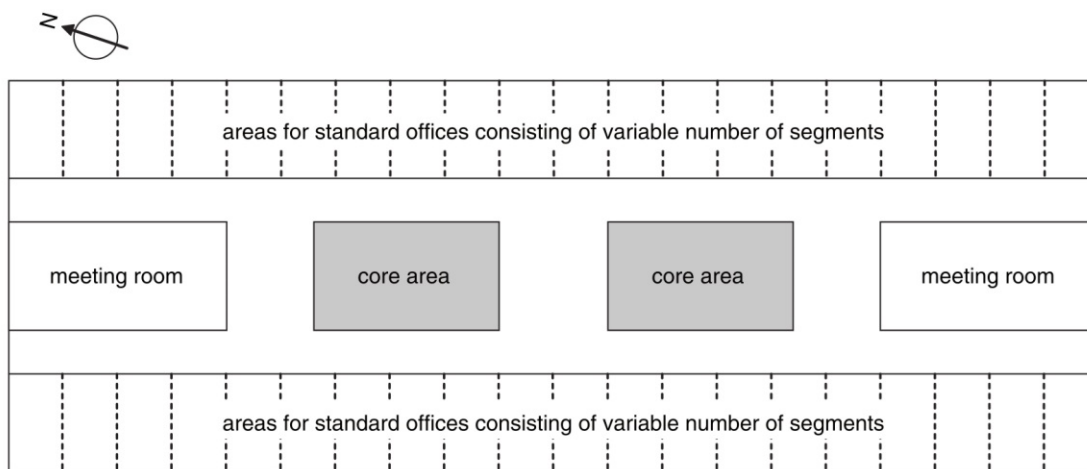 N
areas for standard offices consisting of variable number of segments
meeting room
core area
core area
meeting room
areas for standard offices consisting of variable number of segments